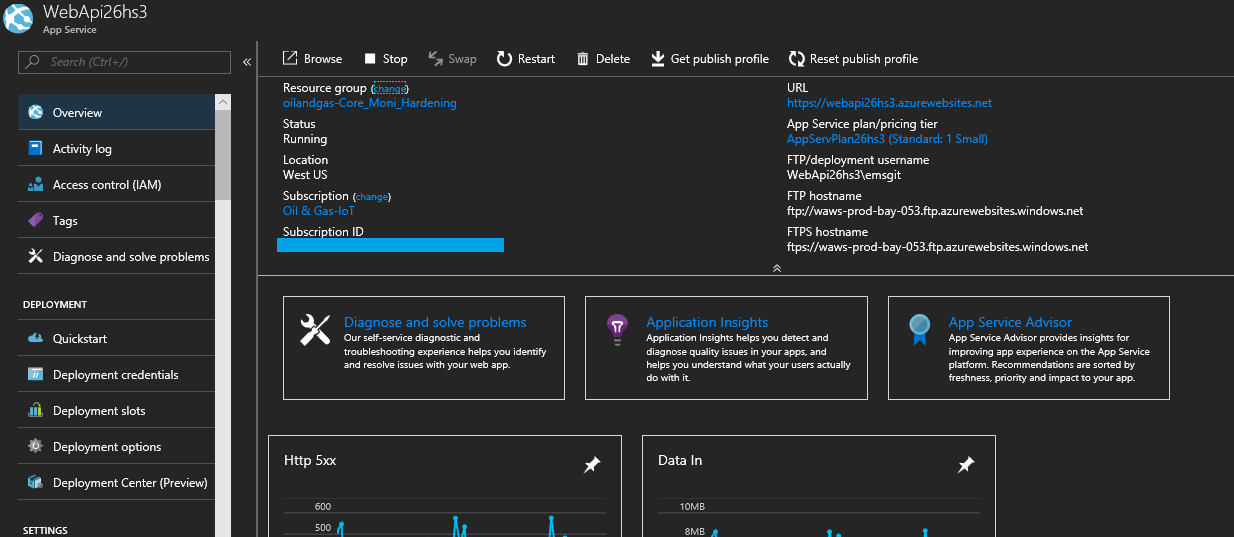 WebApi26hs3
App Service
Search (Ctrl+/)
Overview
Activity log
Access control (IAM)
Tags
Diagnose and solve problems
DEPLOYMENT
Quickstart
Deployment credentials
Deployment slots
Deployment options
Deployment Center (Preview)
SETTINGS
Browse
Stop
Swap
Restart
Delete
Get publish profile
Reset publish profile
Resource group (change)
oilandgas-Core_Moni_Hardening
Status
Running
Location
West US
Subscription (change)
Oil & Gas-IoT
Subscription ID
URL
https://webapi26hs3.azurewebsites.net
App Service plan/pricing tier
AppServPlan26hs3 (Standard: 1 Small)
FTP/deployment username
WebApi26hs3\emsgit
FTP hostname
ftp://waws-prod-bay-053.ftp.azurewebsites.windows.net
FTPS hostname
ftps://waws-prod-bay-053.ftp.azurewebsites.windows.net
Diagnose and solve problems
Our self-service diagnostic and
troubleshooting experience helps you identify
and resolve issues with your web app.
Application Insights
Application Insights helps you detect and
diagnose quality issues in your apps, and
helps you understand what your users actually
do with it.
App Service Advisor
App Service Advisor provides insights for
improving app experience on the App Service
platform. Recommendations are sorted by
freshness, priority and impact to your app.
Http 5xx
600
500
Data In
10MB
8MB